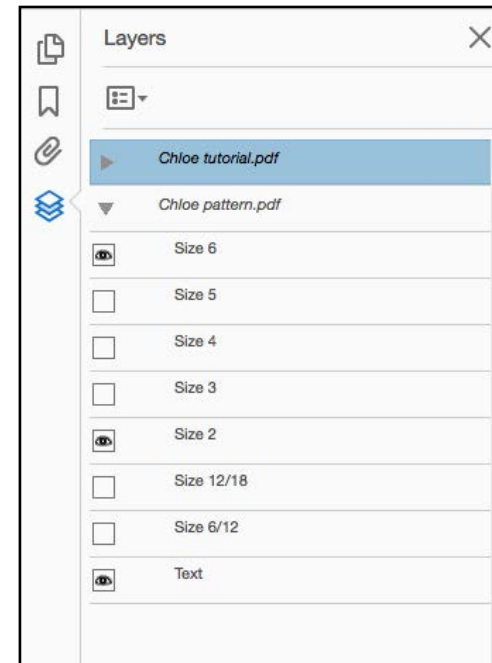 Layers
Chloe tutorial.pdf
Chloe pattern.pdf
Size 6
Size 5
Size 4
Size 3
Size 2
Size 12/18
Size 6/12
Text